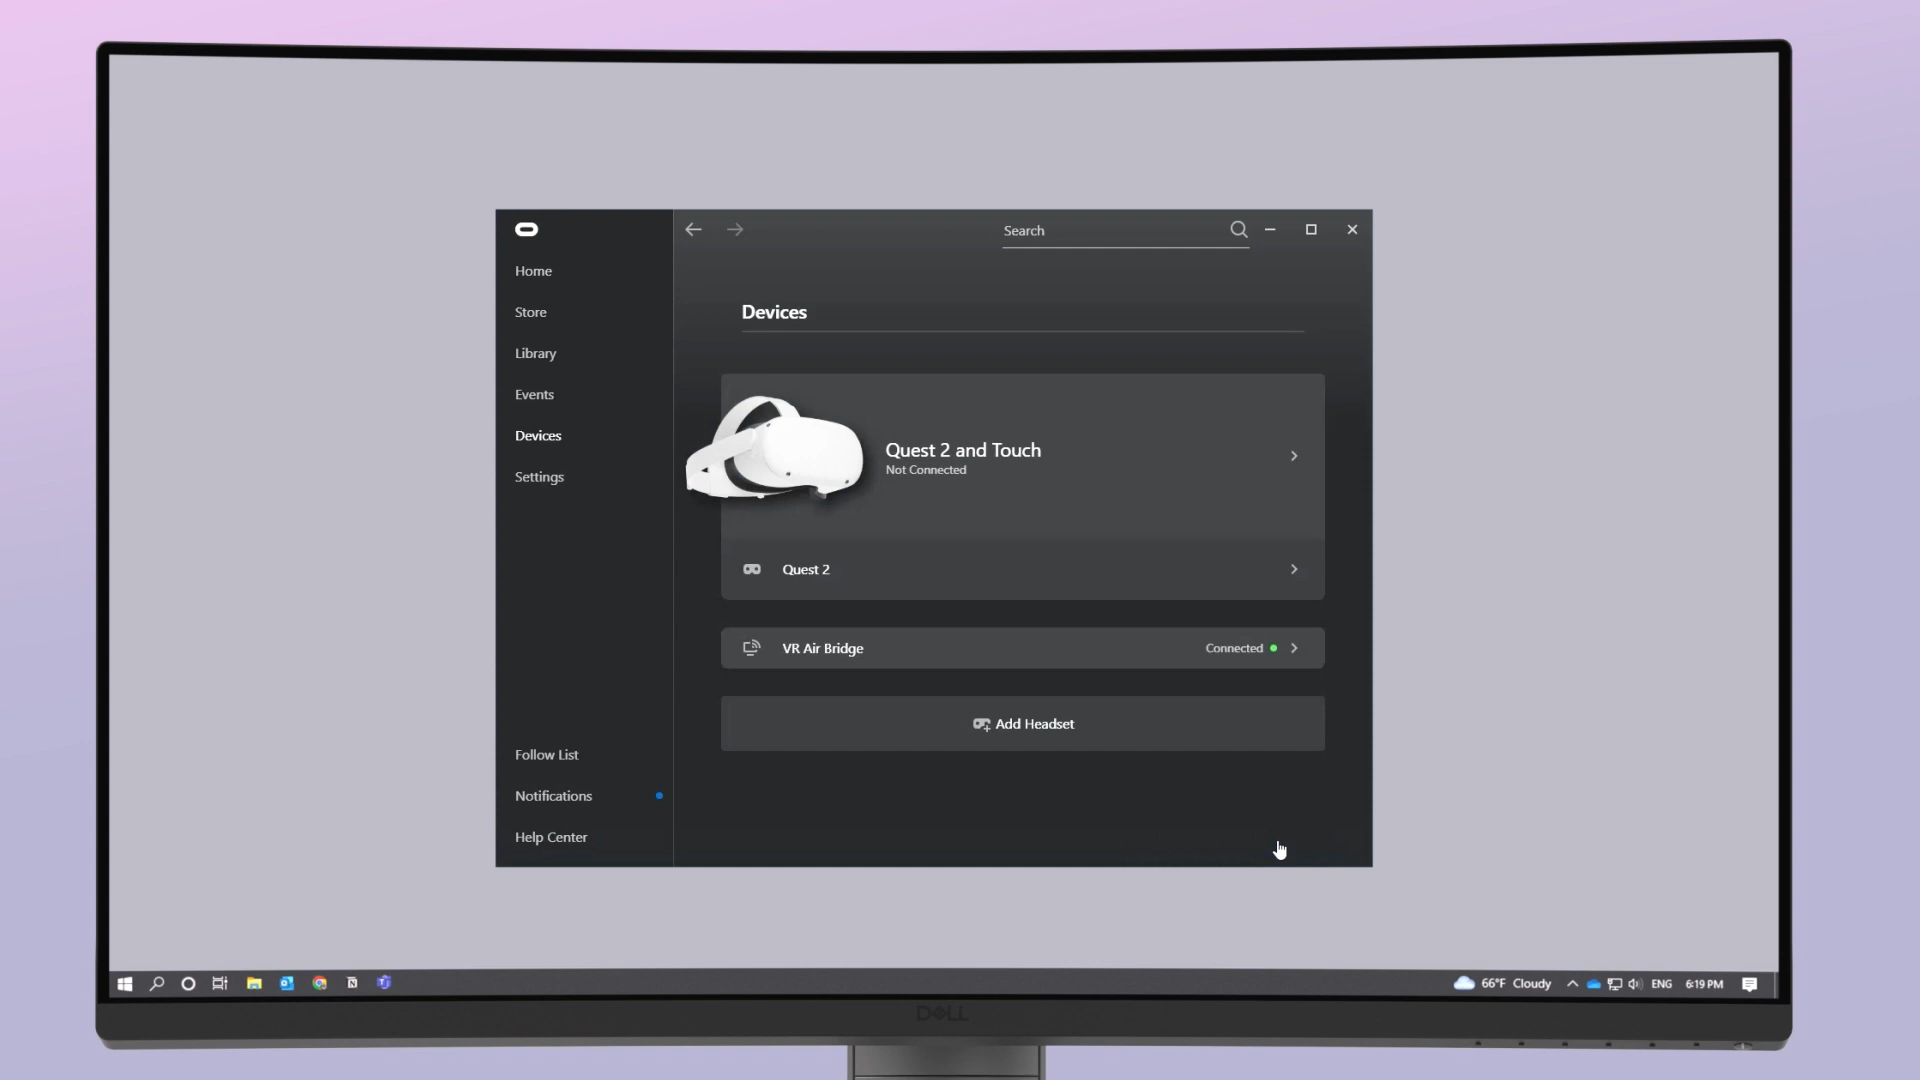 Search
Home
Store
Library
Events
Devices
Settings
Devices
Quest 2 and Touch
Not Connected
Quest 2
VR Air Bridge
Connected
Add Headset
Follow List
Notifications
Help Center
66°F Cloudy
ENG
6:19 PM
DELL